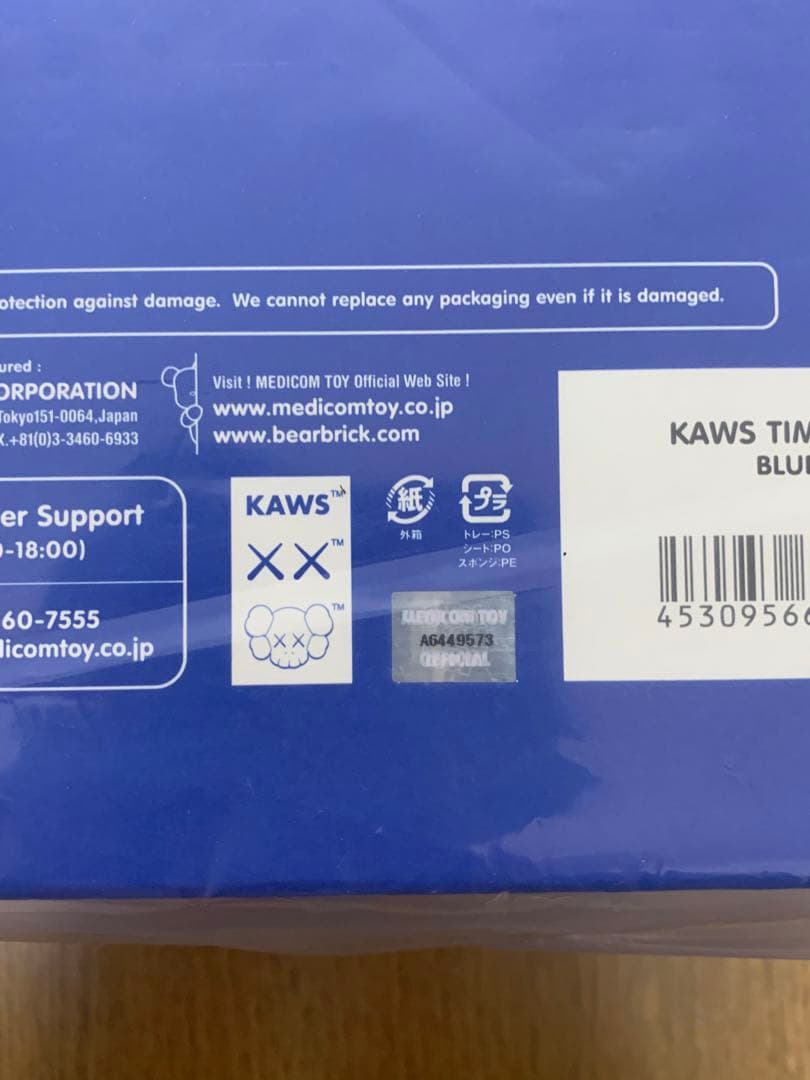 otection against damage. We cannot replace any packaging even if it is damaged.
ured :
ORPORATION
Tokyo151-0064,Japan
X.+81(0)3-3460-6933
Visit ! MEDICOM TOY Official Web Site !
www.medicomtoy.co.jp
www.bearbrick.com
er Support
0-18:00)
60-7555
licomtoy.co.jp
KAWS™
XX™
™
紙
外箱
プラ
トレー:PS
シート:PO
スポンジ:PE
MEDICOM TOY
A6449573
OFFICIAL
KAWS TIM
BLUE
45309566